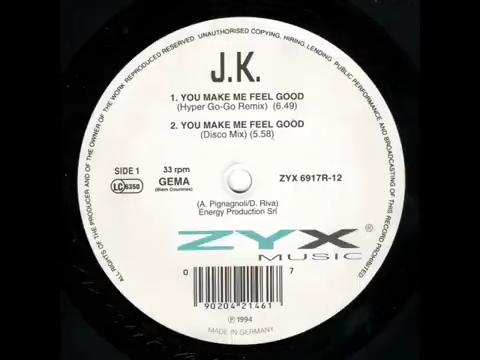 ALL RIGHTS OF THE PRODUCER AND OF THE OWNER OF THE WORK REPRODUCED RESERVED. UNAUTHORISED COPYING, HIRING, LENDING PUBLIC PERFORMANCE AND BROADCASTING OF THIS RECORD PROHIBITED
J.K.
1. YOU MAKE ME FEEL GOOD
(Hyper Go-Go Remix) (6.49)
2. YOU MAKE ME FEEL GOOD
(Disco Mix) (5.58)
SIDE 1
33 rpm
LC 6350
GEMA
(Biem Countries)
ZYX 6917R-12
(A. Pignagnoli/D. Riva)
Energy Production Srl
ZYX ®
MUSIC
0 7
90204 21461
℗ 1994
MADE IN GERMANY